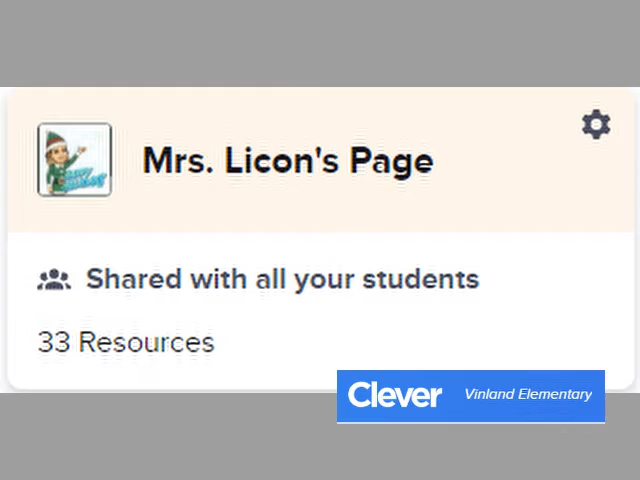 Mrs. Licon's Page
Shared with all your students
33 Resources
Clever Vinland Elementary